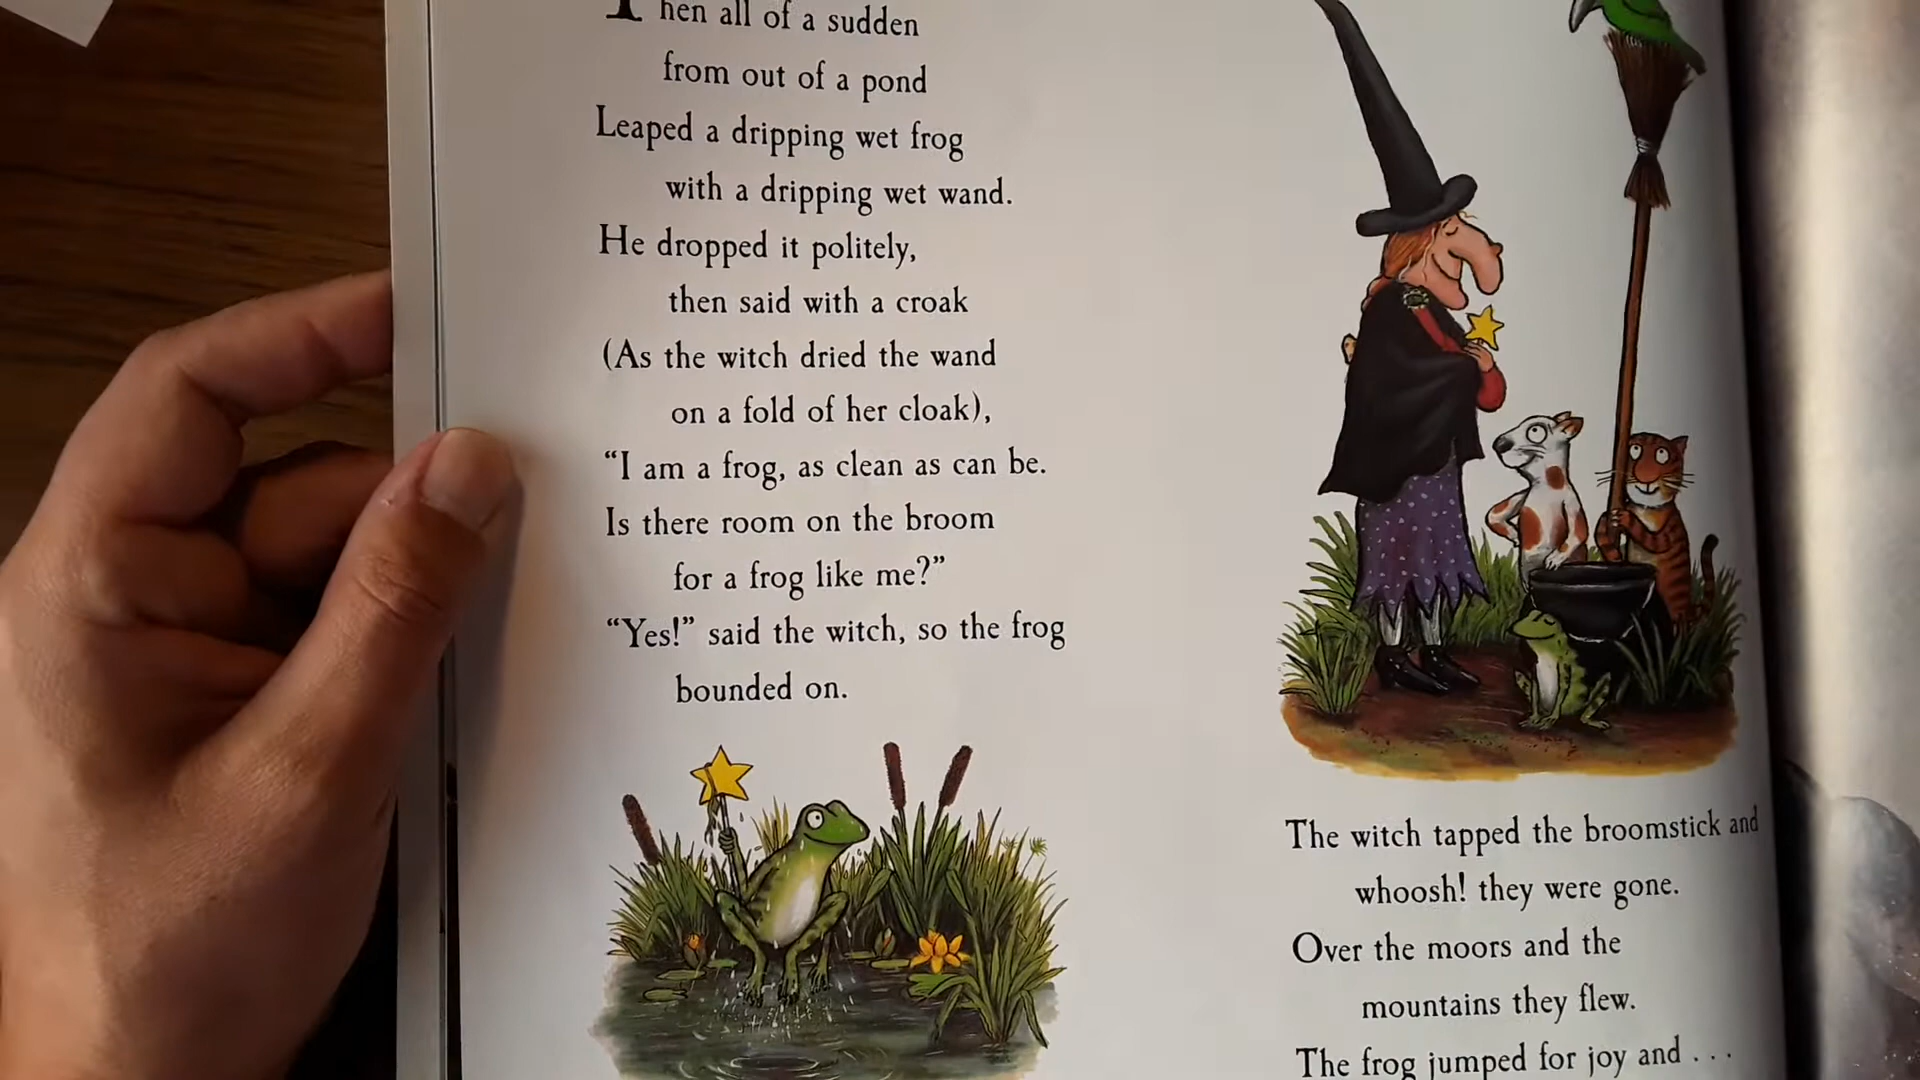 Then all of a sudden
from out of a pond
Leaped a dripping wet frog
with a dripping wet wand.
He dropped it politely,
then said with a croak
(As the witch dried the wand
on a fold of her cloak),
“I am a frog, as clean as can be.
Is there room on the broom
for a frog like me?”
“Yes!” said the witch, so the frog
bounded on.
The witch tapped the broomstick and
whoosh! they were gone.
Over the moors and the
mountains they flew.
The frog jumped for joy and . . .